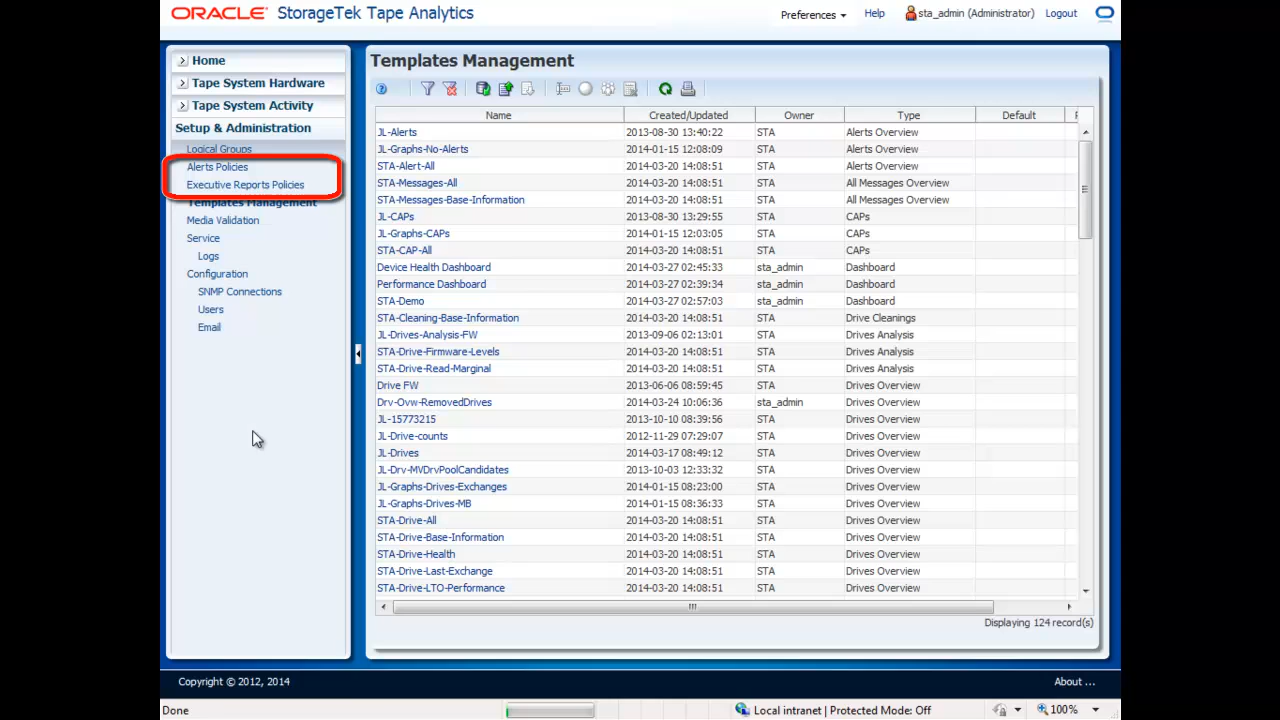 ORACLE StorageTek Tape Analytics
Preferences Help sta_admin (Administrator) Logout
Home
Tape System Hardware
Tape System Activity
Setup & Administration
Logical Groups
Alerts Policies
Executive Reports Policies
Templates Management
Media Validation
Service
Logs
Configuration
SNMP Connections
Users
Email
Templates Management
Name Created/Updated Owner Type Default
JL-Alerts 2013-08-30 13:40:22 STA Alerts Overview
JL-Graphs-No-Alerts 2014-01-15 12:08:09 STA Alerts Overview
STA-Alert-All 2014-03-20 14:08:51 STA Alerts Overview
STA-Messages-All 2014-03-20 14:08:51 STA All Messages Overview
STA-Messages-Base-Information 2014-03-20 14:08:51 STA All Messages Overview
JL-CAPs 2013-08-30 13:29:55 STA CAPs
JL-Graphs-CAPs 2014-01-15 12:03:05 STA CAPs
STA-CAP-All 2014-03-20 14:08:51 STA CAPs
Device Health Dashboard 2014-03-27 02:45:33 sta_admin Dashboard
Performance Dashboard 2014-03-27 02:39:34 sta_admin Dashboard
STA-Demo 2014-03-27 02:57:03 sta_admin Dashboard
STA-Cleaning-Base-Information 2014-03-20 14:08:51 STA Drive Cleanings
JL-Drives-Analysis-FW 2013-09-06 02:13:01 STA Drives Analysis
STA-Drive-Firmware-Levels 2014-03-20 14:08:51 STA Drives Analysis
STA-Drive-Read-Marginal 2014-03-20 14:08:51 STA Drives Analysis
Drive FW 2013-06-06 08:59:45 STA Drives Overview
Drv-Ovw-RemovedDrives 2014-03-24 10:06:36 sta_admin Drives Overview
JL-15773215 2013-10-10 08:39:56 STA Drives Overview
JL-Drive-counts 2012-11-29 07:29:07 STA Drives Overview
JL-Drives 2014-03-17 08:49:12 STA Drives Overview
JL-Drv-MVDrvPoolCandidates 2013-10-03 12:33:32 STA Drives Overview
JL-Graphs-Drives-Exchanges 2014-01-15 08:23:00 STA Drives Overview
JL-Graphs-Drives-MB 2014-01-15 08:36:33 STA Drives Overview
STA-Drive-All 2014-03-20 14:08:51 STA Drives Overview
STA-Drive-Base-Information 2014-03-20 14:08:51 STA Drives Overview
STA-Drive-Health 2014-03-20 14:08:51 STA Drives Overview
STA-Drive-Last-Exchange 2014-03-20 14:08:51 STA Drives Overview
STA-Drive-LTO-Performance 2014-03-20 14:08:51 STA Drives Overview
Displaying 124 record(s)
Copyright © 2012, 2014 About ...
Done Local intranet | Protected Mode: Off 100%